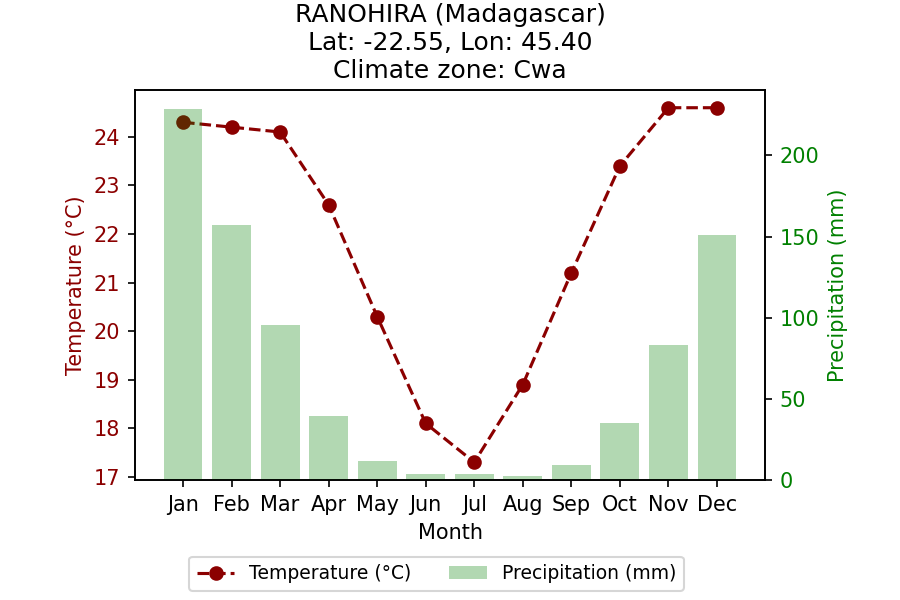 RANOHIRA (Madagascar)
Lat: -22.55, Lon: 45.40
Climate zone: Cwa
Temperature (°C)
24
23
22
21
20
19
18
17
200
150
100
50
0
Precipitation (mm)
Jan Feb Mar Apr May Jun Jul Aug Sep Oct Nov Dec
Month
Temperature (°C) Precipitation (mm)